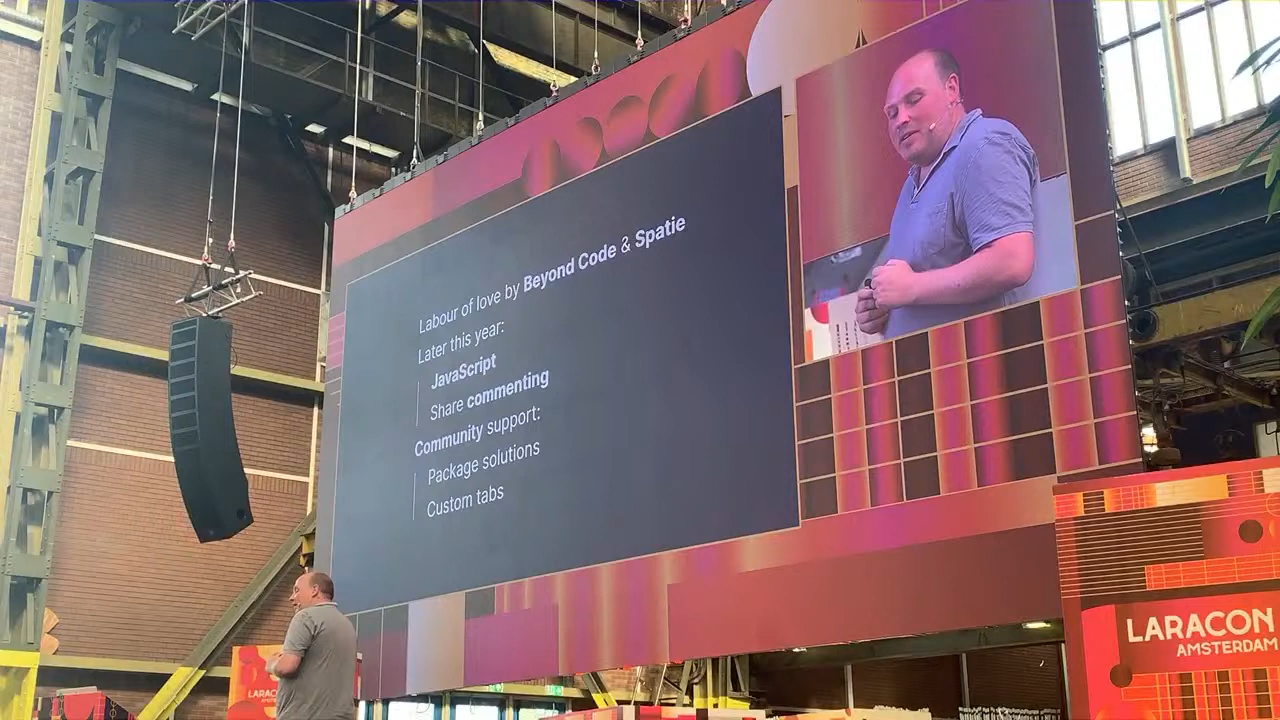 Labour of love by Beyond Code & Spatie
Later this year:
JavaScript
Share commenting
Community support:
Package solutions
Custom tabs
LARACON
AMSTERDAM
LARACON